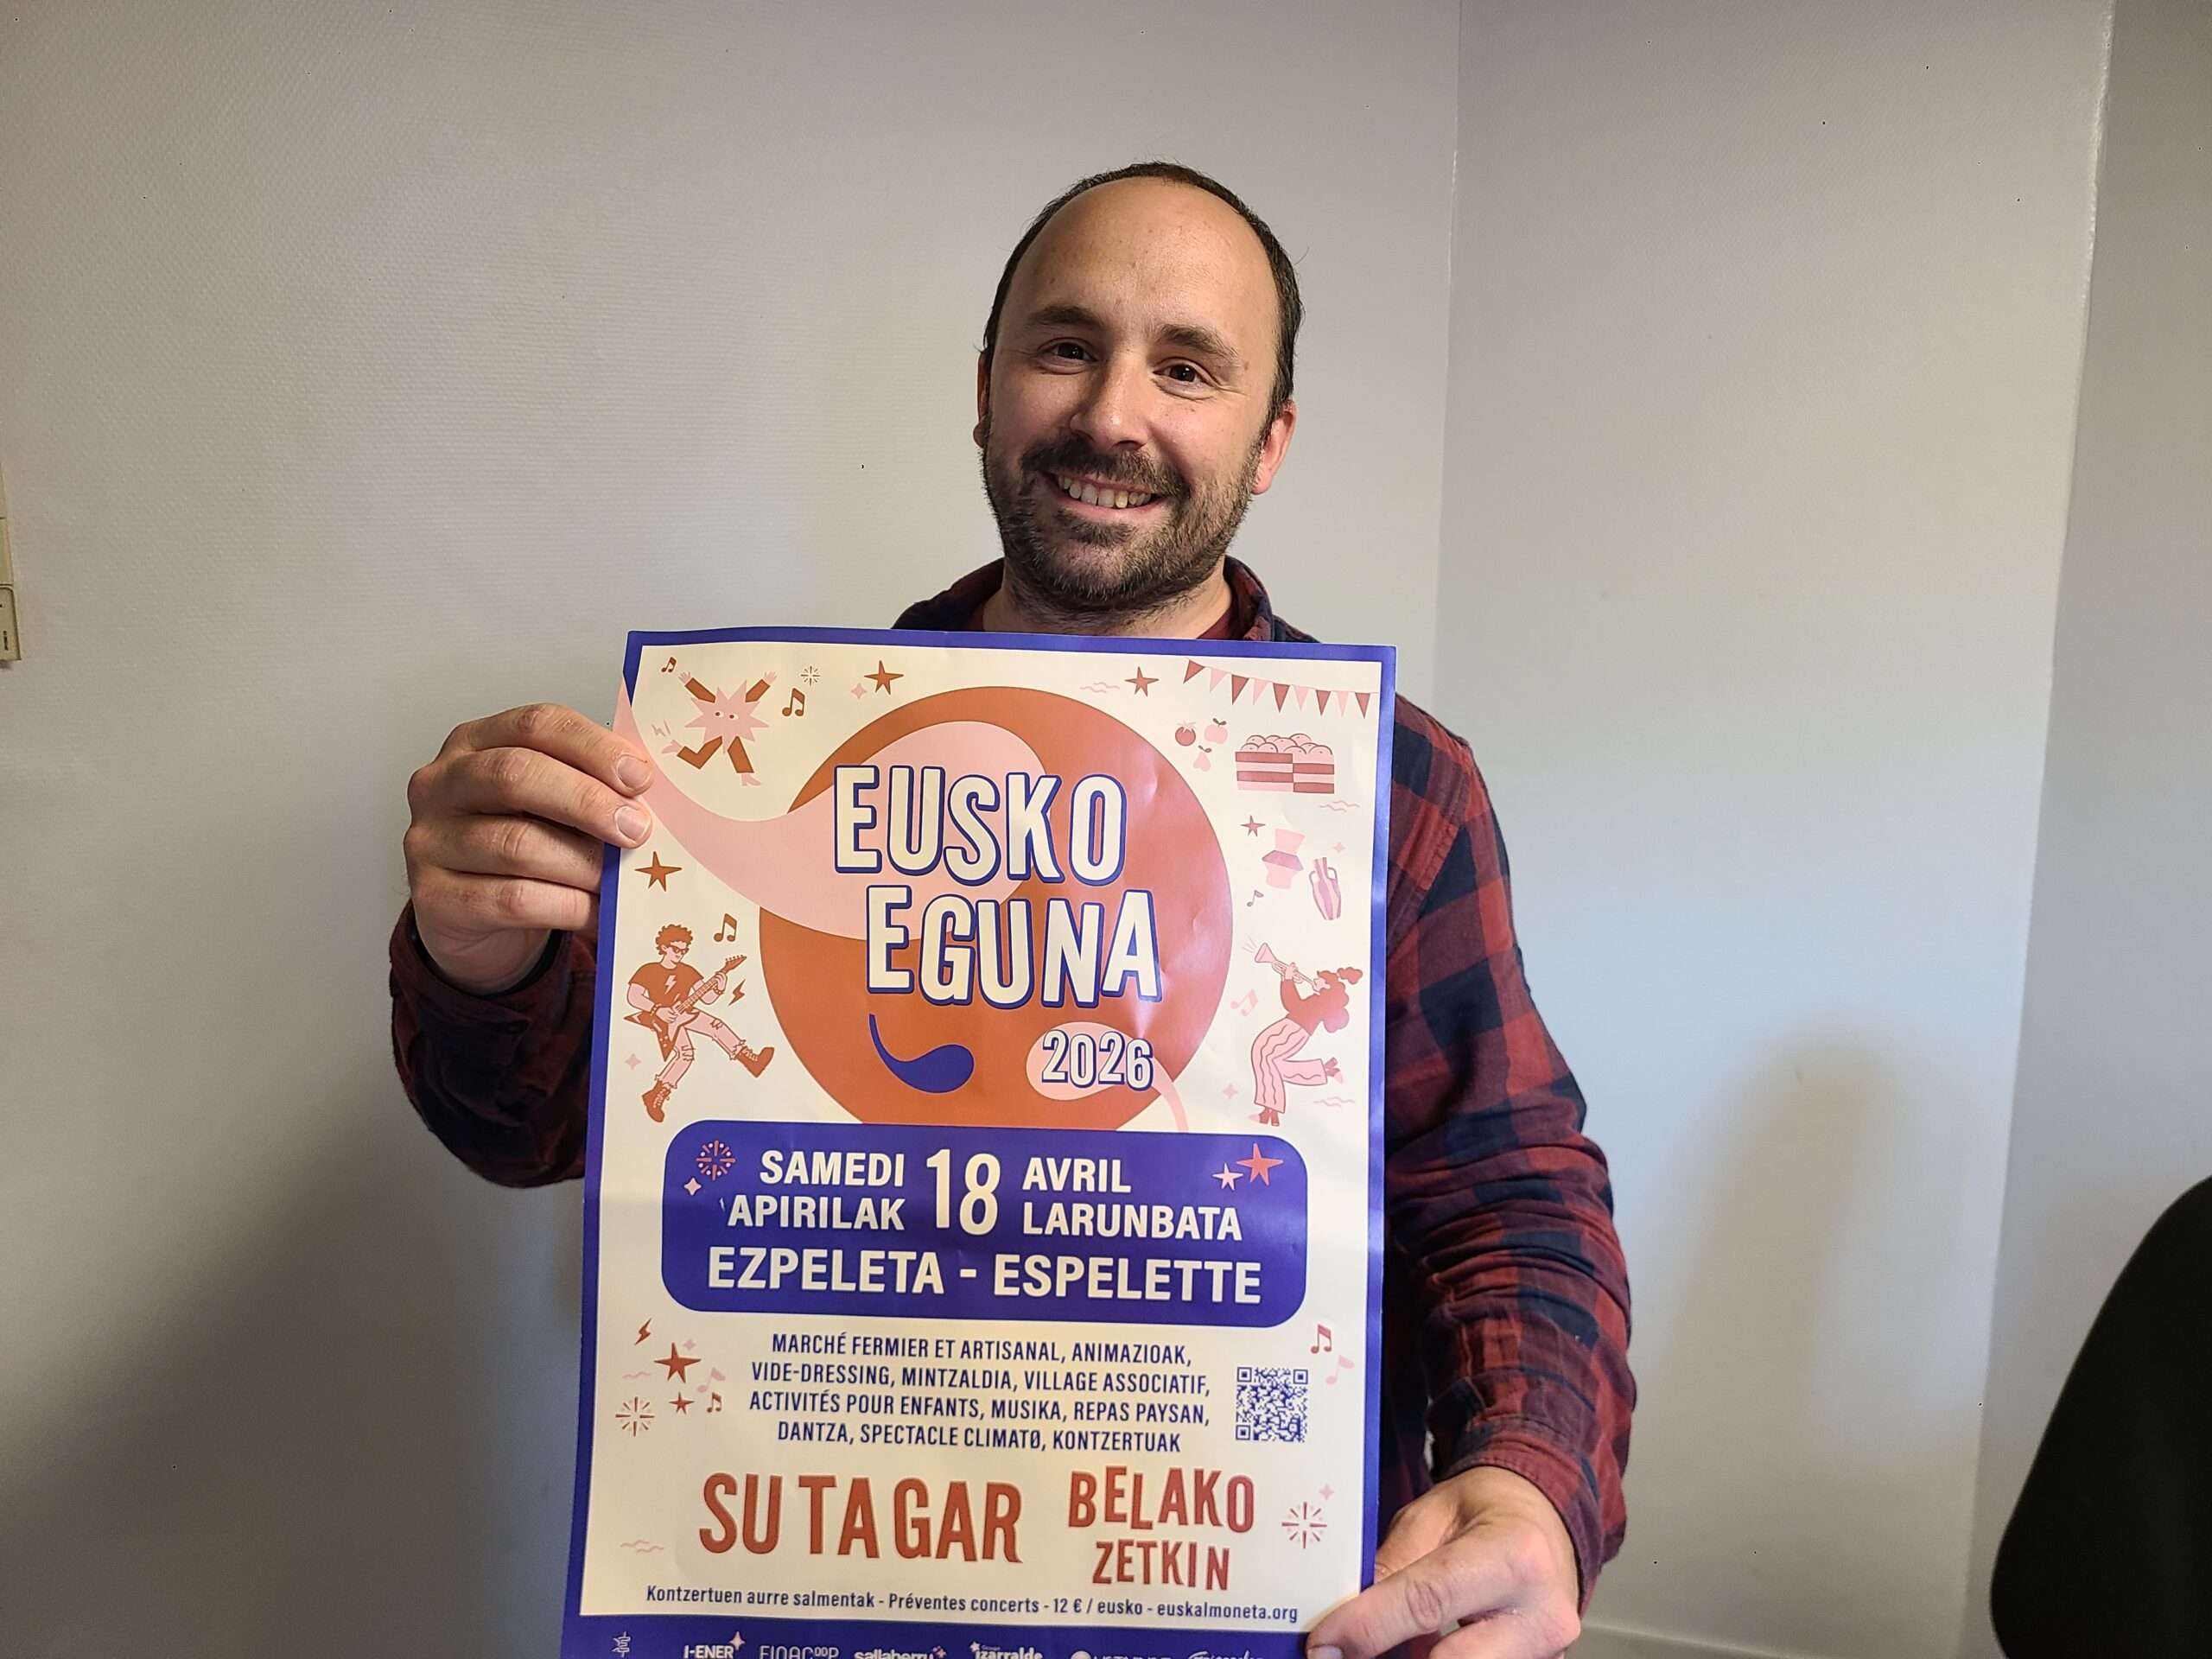 EUSKO
EGUNA
2026
SAMEDI 18 AVRIL
APIRILAK LARUNBATA
EZPELETA - ESPELETTE
MARCHÉ FERMIER ET ARTISANAL, ANIMAZIOAK,
VIDE-DRESSING, MINTZALDIA, VILLAGE ASSOCIATIF,
ACTIVITÉS POUR ENFANTS, MUSIKA, REPAS PAYSAN,
DANTZA, SPECTACLE CLIMATØ, KONTZERTUAK
SU TA GAR BELAKO
ZETKIN
Kontzertuen aurre salmentak - Préventes concerts - 12 € / eusko - euskalmoneta.org
I-ENER sallaberry Groupe izarralde